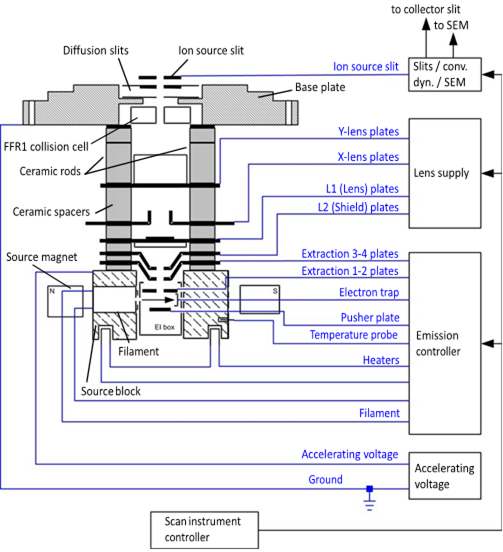 to collector slit
to SEM
Diffusion slits
Ion source slit
Ion source slit
Slits / conv.
dyn. / SEM
Base plate
FFR1 collision cell
Ceramic rods
Y-lens plates
X-lens plates
Lens supply
L1 (Lens) plates
L2 (Shield) plates
Ceramic spacers
Source magnet
Extraction 3-4 plates
Extraction 1-2 plates
Electron trap
N
S
Pusher plate
Temperature probe
Emission
controller
EI box
Filament
Heaters
Source block
Filament
Accelerating voltage
Accelerating
voltage
Ground
Scan instrument
controller